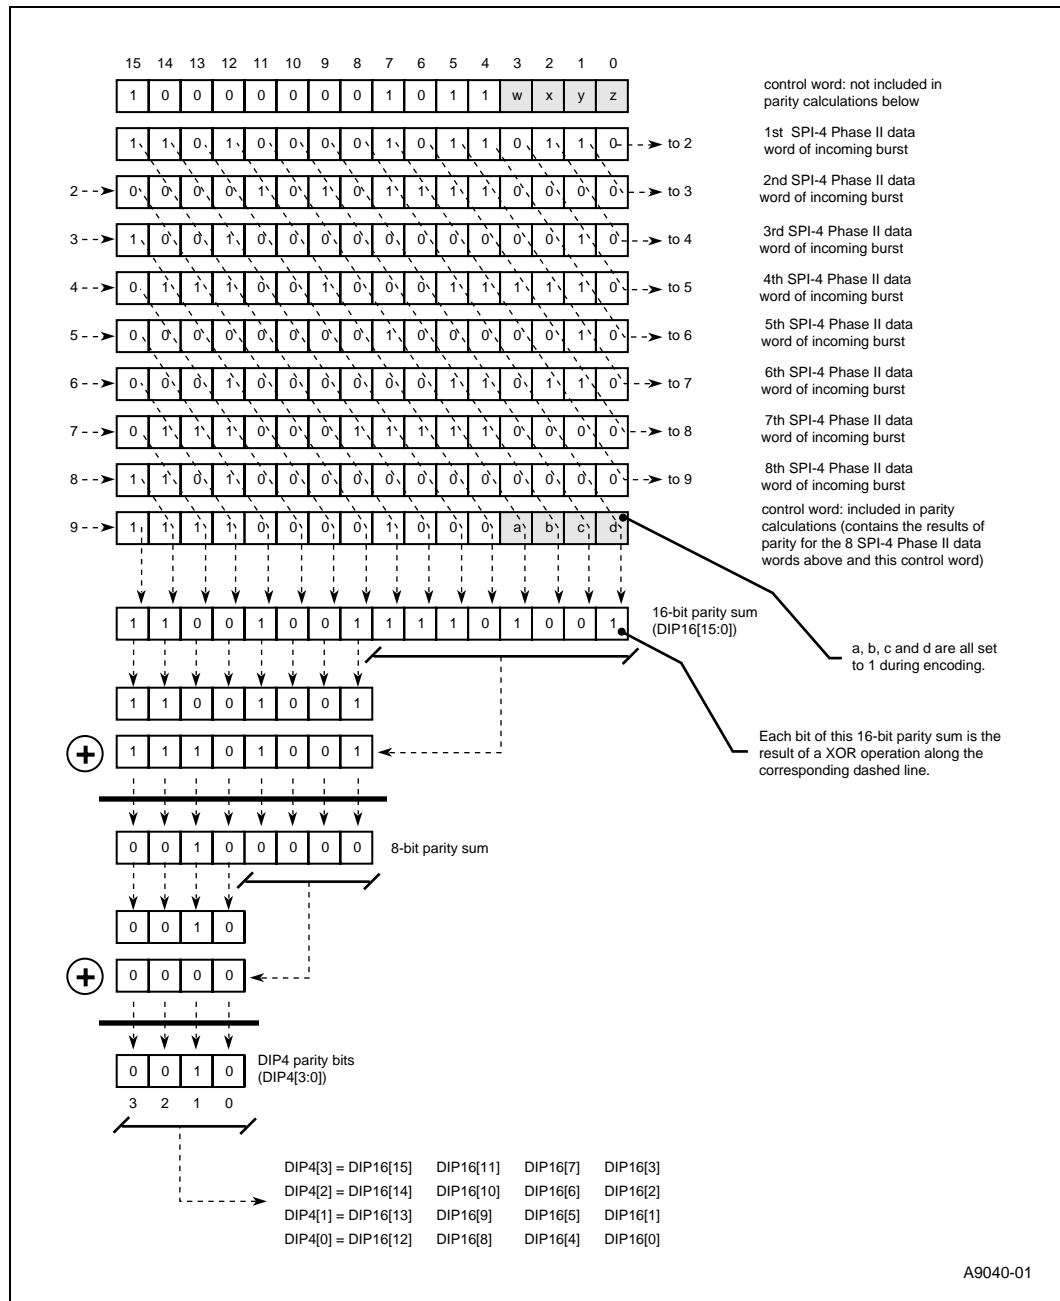 15 14 13 12 11 10 9 8 7 6 5 4 3 2 1 0
1 0 0 0 0 0 0 0 1 0 1 1 w x y z
control word: not included in
parity calculations below
1 1 0 1 0 0 0 0 1 0 1 1 0 1 1 0 to 2
1st SPI-4 Phase II data
word of incoming burst
2 0 0 0 0 1 0 1 0 1 1 1 1 0 0 0 0 to 3
2nd SPI-4 Phase II data
word of incoming burst
3 1 0 0 1 0 0 0 0 0 0 0 0 0 0 1 0 to 4
3rd SPI-4 Phase II data
word of incoming burst
4 0 1 1 1 0 1 0 0 0 0 1 1 1 1 1 0 to 5
4th SPI-4 Phase II data
word of incoming burst
5 0 0 0 0 0 0 0 0 1 0 0 0 0 0 1 0 to 6
5th SPI-4 Phase II data
word of incoming burst
6 0 0 0 1 0 0 0 0 0 0 1 1 0 1 1 0 to 7
6th SPI-4 Phase II data
word of incoming burst
7 0 1 1 1 0 0 1 1 1 1 1 1 0 0 0 0 to 8
7th SPI-4 Phase II data
word of incoming burst
8 1 1 0 1 0 0 0 0 0 0 0 0 0 0 0 0 to 9
8th SPI-4 Phase II data
word of incoming burst
9 1 1 1 1 0 0 0 0 1 0 0 0 a b c d
control word: included in parity
calculations (contains the results of
parity for the 8 SPI-4 Phase II data
words above and this control word)
1 1 0 0 1 0 0 1 1 1 1 0 1 0 0 1
16-bit parity sum
(DIP16[15:0])
a, b, c and d are all set
to 1 during encoding.
1 1 0 0 1 0 0 1
+ 1 1 1 0 1 0 0 1
Each bit of this 16-bit parity sum is the
result of a XOR operation along the
corresponding dashed line.
0 0 1 0 0 0 0 0 8-bit parity sum
0 0 1 0
+ 0 0 0 0
0 0 1 0
DIP4 parity bits
(DIP4[3:0])
3 2 1 0
DIP4[3] = DIP16[15] DIP16[11] DIP16[7] DIP16[3]
DIP4[2] = DIP16[14] DIP16[10] DIP16[6] DIP16[2]
DIP4[1] = DIP16[13] DIP16[9] DIP16[5] DIP16[1]
DIP4[0] = DIP16[12] DIP16[8] DIP16[4] DIP16[0]
A9040-01